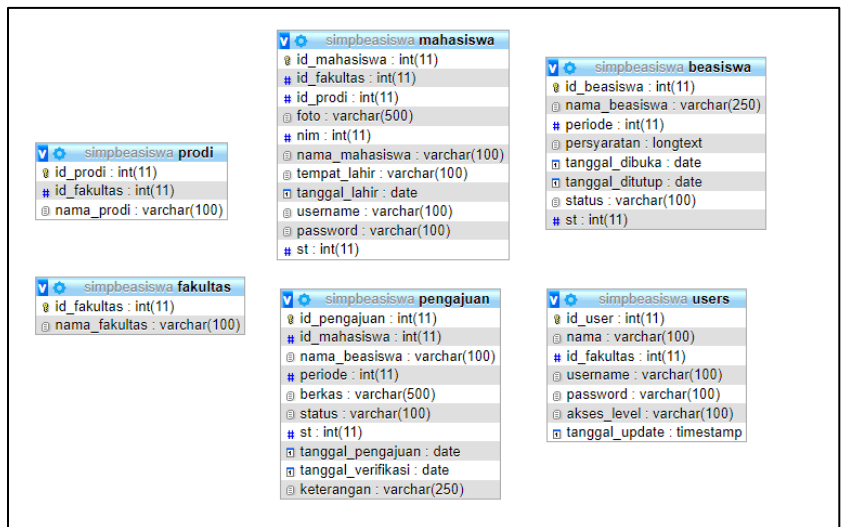 simpbeasiswa mahasiswa
id_mahasiswa : int(11)
id_fakultas : int(11)
id_prodi : int(11)
foto : varchar(500)
nim : int(11)
nama_mahasiswa : varchar(100)
tempat_lahir : varchar(100)
tanggal_lahir : date
username : varchar(100)
password : varchar(100)
st : int(11)
simpbeasiswa beasiswa
id_beasiswa : int(11)
nama_beasiswa : varchar(250)
periode : int(11)
persyaratan : longtext
tanggal_dibuka : date
tanggal_ditutup : date
status : varchar(100)
st : int(11)
simpbeasiswa prodi
id_prodi : int(11)
id_fakultas : int(11)
nama_prodi : varchar(100)
simpbeasiswa fakultas
id_fakultas : int(11)
nama_fakultas : varchar(100)
simpbeasiswa pengajuan
id_pengajuan : int(11)
id_mahasiswa : int(11)
nama_beasiswa : varchar(100)
periode : int(11)
berkas : varchar(500)
status : varchar(100)
st : int(11)
tanggal_pengajuan : date
tanggal_verifikasi : date
keterangan : varchar(250)
simpbeasiswa users
id_user : int(11)
nama : varchar(100)
id_fakultas : int(11)
username : varchar(100)
password : varchar(100)
akses_level : varchar(100)
tanggal_update : timestamp